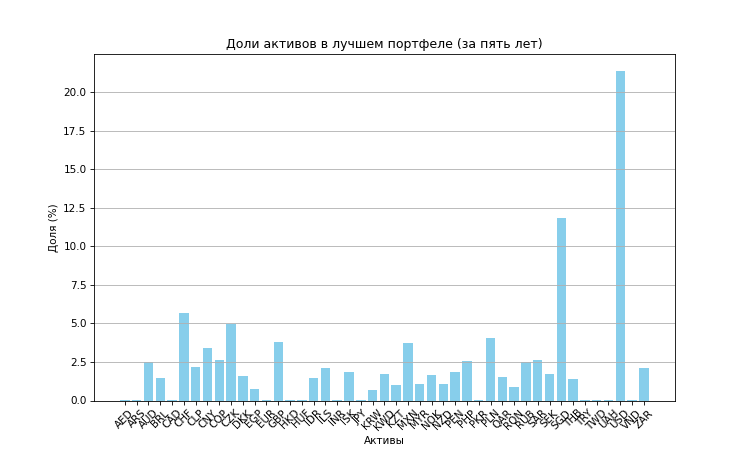 Доли активов в лучшем портфеле (за пять лет)
Доля (%)
20.0
17.5
15.0
12.5
10.0
7.5
5.0
2.5
0.0
AED ARS AUD BRL CAD CHF CLP CNY COP CZK DKK EGP EUR GBP HKD HUF IDR ILS INR ISK JPY KRW KWD KZT MXN MYR NOK NZD PEN PHP PKR PLN QAR RON RUB SAR SEK SGD THB TRY TWD UAH USD VND ZAR
Активы